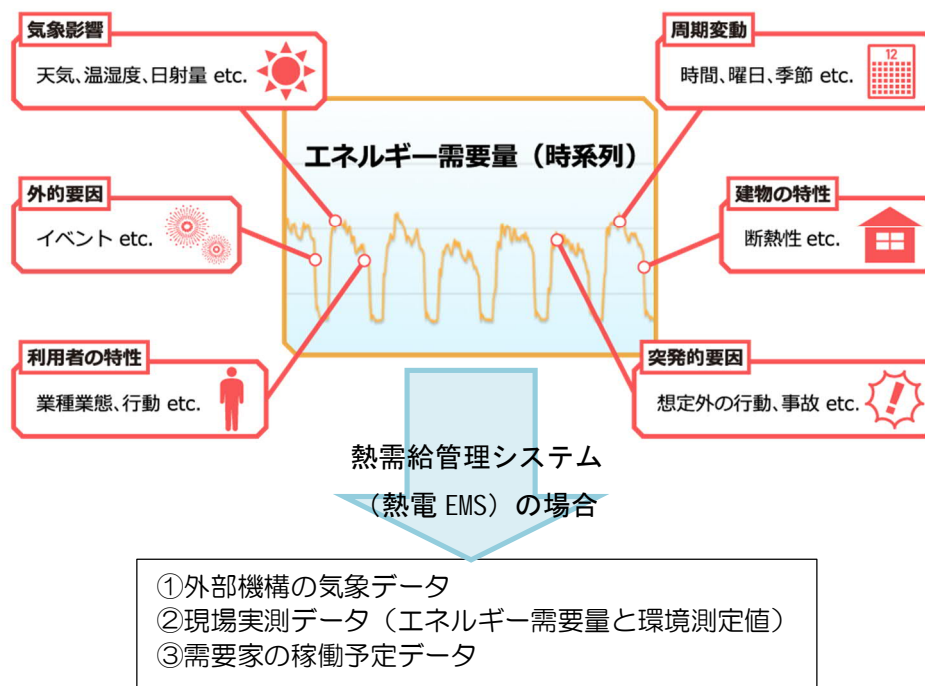 気象影響
天気、温湿度、日射量 etc.
周期変動
時間、曜日、季節 etc.
12
エネルギー需要量（時系列）
外的要因
イベント etc.
建物の特性
断熱性 etc.
利用者の特性
業種業態、行動 etc.
突発的要因
想定外の行動、事故 etc.
熱需給管理システム
（熱電 EMS）の場合
①外部機構の気象データ
②現場実測データ（エネルギー需要量と環境測定値）
③需要家の稼働予定データ